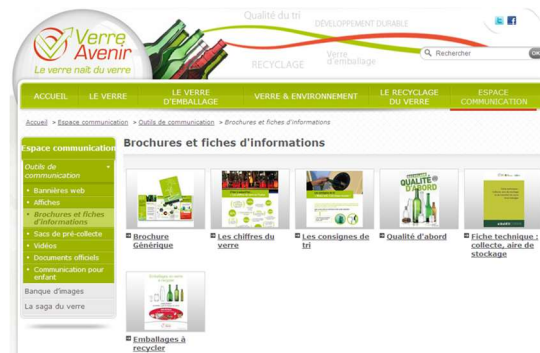 Qualité du tri
DÉVELOPPEMENT DURABLE
Verre
Avenir
Le verre naît du verre
RECYCLAGE
Verre
d'emballage
Rechercher
OK
ACCUEIL
LE VERRE
LE VERRE
D'EMBALLAGE
VERRE & ENVIRONNEMENT
LE RECYCLAGE
DU VERRE
ESPACE
COMMUNICATION
Accueil > Espace communication > Outils de communication > Brochures et fiches d'informations
Espace communication
Outils de
communication
Bannières web
Affiches
Brochures et fiches
d'informations
Sacs de pré-collecte
Vidéos
Documents officiels
Communication pour
enfant
Banque d'images
La saga du verre
Brochures et fiches d'informations
QUALITÉ
D'ABORD
Brochure
Générique
Les chiffres du
verre
Les consignes de
tri
Qualité d'abord
Fiche technique :
collecte, aire de
stockage
Emballages à
recycler